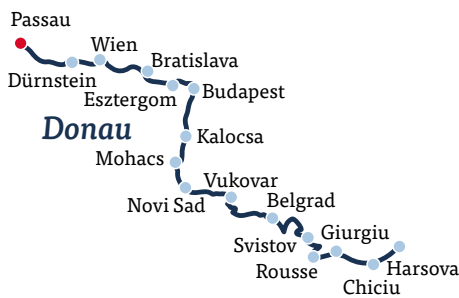 Passau
Wien
Bratislava
Dürnstein
Esztergom
Budapest
Donau
Kalocsa
Mohacs
Vukovar
Novi Sad
Belgrad
Giurgiu
Svistov
Rousse
Harsova
Chiciu